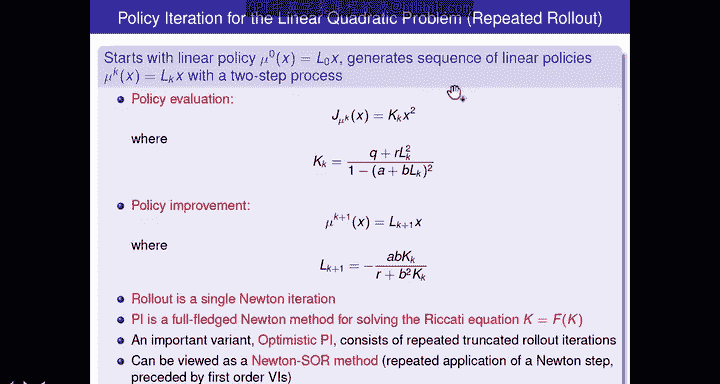 Policy Iteration for the Linear Quadratic Problem (Repeated Rollout)
Starts with linear policy μ⁰(x) = L₀x, generates sequence of linear policies
μᵏ(x) = Lₖx with a two-step process
Policy evaluation:
J_{μᵏ}(x) = Kₖx²
where
Kₖ = (q + rLₖ²) / (1 − (a + bLₖ)²)
Policy improvement:
μᵏ⁺¹(x) = Lₖ₊₁x
where
Lₖ₊₁ = − abKₖ / (r + b²Kₖ)
Rollout is a single Newton iteration
PI is a full-fledged Newton method for solving the Riccati equation K = F(K)
An important variant, Optimistic PI, consists of repeated truncated rollout iterations
Can be viewed as a Newton-SOR method (repeated application of a Newton step,
preceded by first order VIs)